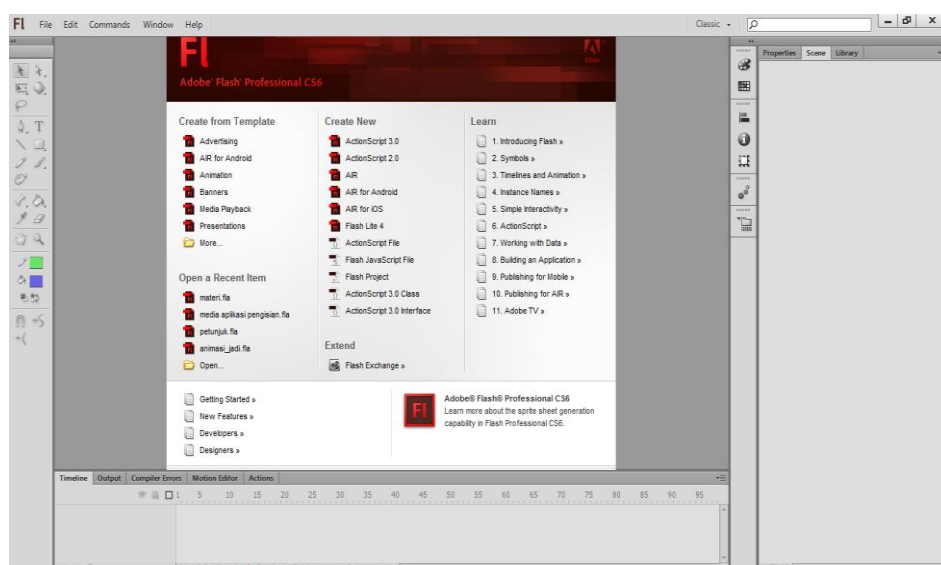 Fl File Edit Commands Window Help Classic
Properties Scene Library
Fl
Adobe
Adobe® Flash® Professional CS6
Create from Template
Advertising
AIR for Android
Animation
Banners
Media Playback
Presentations
More...
Open a Recent Item
materi.fla
media aplikasi pengisian.fla
petunjuk.fla
animasi_jadi.fla
Open...
Create New
ActionScript 3.0
ActionScript 2.0
AIR
AIR for Android
AIR for iOS
Flash Lite 4
ActionScript File
Flash JavaScript File
Flash Project
ActionScript 3.0 Class
ActionScript 3.0 Interface
Extend
Flash Exchange »
Learn
1. Introducing Flash »
2. Symbols »
3. Timelines and Animation »
4. Instance Names »
5. Simple Interactivity »
6. ActionScript »
7. Working with Data »
8. Building an Application »
9. Publishing for Mobile »
10. Publishing for AIR »
11. Adobe TV »
Getting Started »
New Features »
Developers »
Designers »
Fl
Adobe® Flash® Professional CS6
Learn more about the sprite sheet generation
capability in Flash Professional CS6.
Timeline Output Compiler Errors Motion Editor Actions
1 5 10 15 20 25 30 35 40 45 50 55 60 65 70 75 80 85 90 95